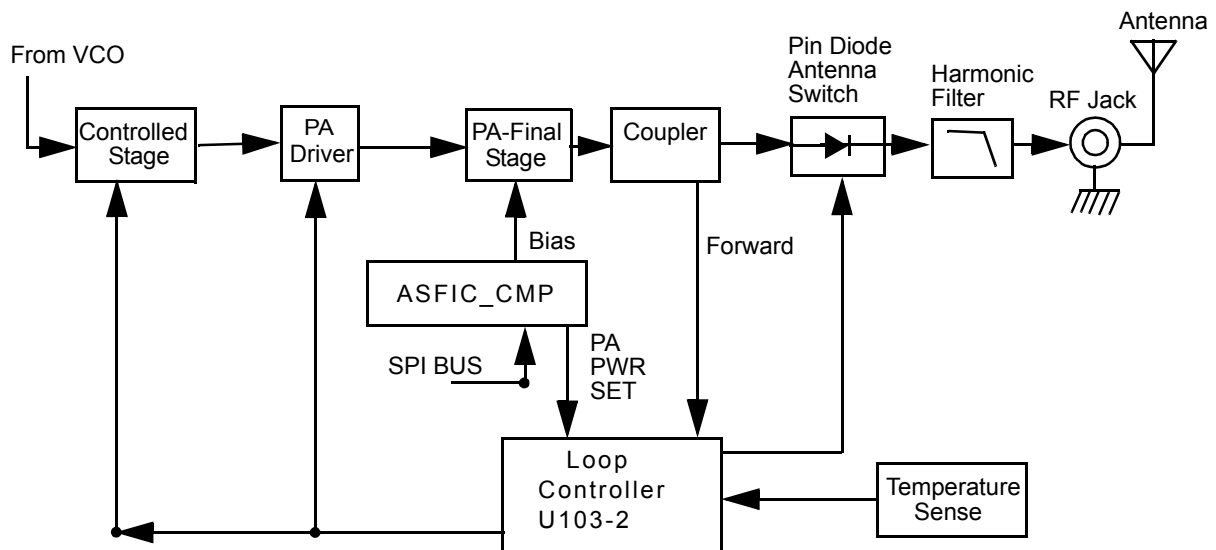 Antenna
From VCO
Pin Diode
Antenna
Switch
Harmonic
Filter
RF Jack
Controlled
Stage
PA
Driver
PA-Final
Stage
Coupler
Bias
Forward
ASFIC_CMP
SPI BUS
PA
PWR
SET
Loop
Controller
U103-2
Temperature
Sense